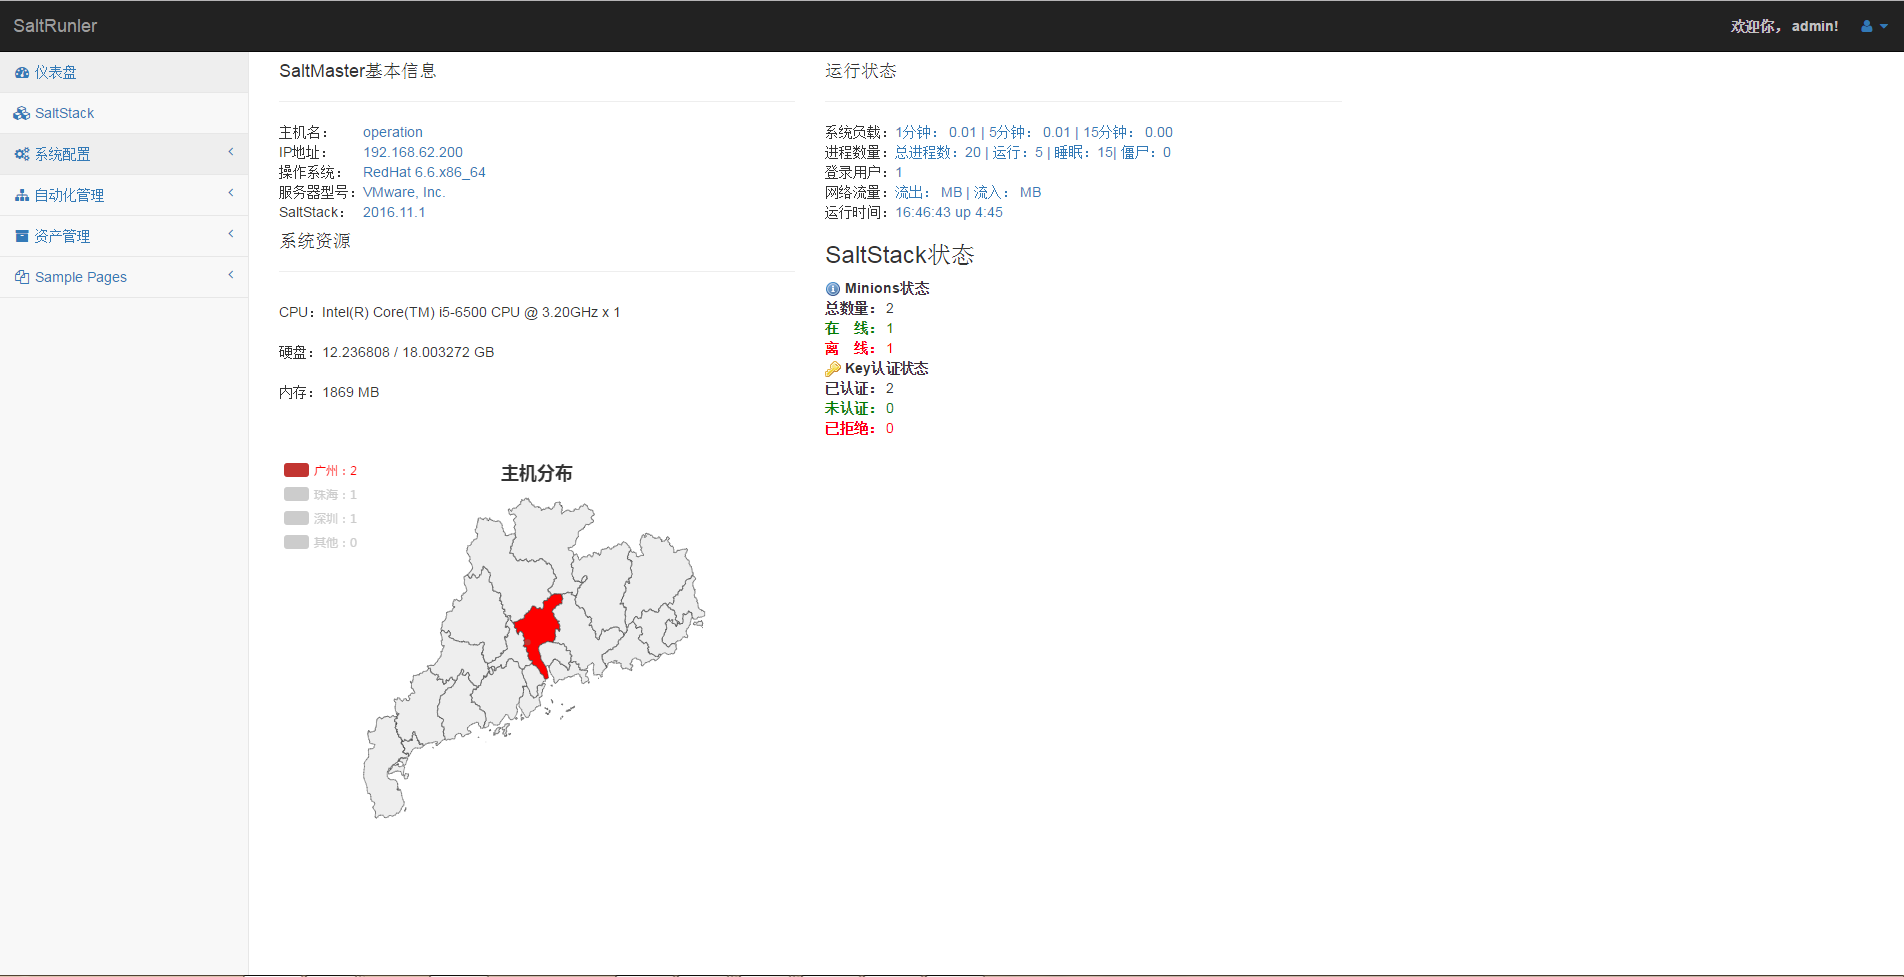 SaltRunler
欢迎你，admin!
仪表盘
SaltStack
系统配置
自动化管理
资产管理
Sample Pages
SaltMaster基本信息
主机名： operation
IP地址： 192.168.62.200
操作系统： RedHat 6.6.x86_64
服务器型号：VMware, Inc.
SaltStack： 2016.11.1
系统资源
CPU：Intel(R) Core(TM) i5-6500 CPU @ 3.20GHz x 1
硬盘：12.236808 / 18.003272 GB
内存：1869 MB
运行状态
系统负载：1分钟： 0.01 | 5分钟： 0.01 | 15分钟： 0.00
进程数量：总进程数：20 | 运行：5 | 睡眠：15| 僵尸：0
登录用户：1
网络流量：流出： MB | 流入： MB
运行时间：16:46:43 up 4:45
SaltStack状态
Minions状态
总数量： 2
在 线： 1
离 线： 1
Key认证状态
已认证： 2
未认证： 0
已拒绝： 0
主机分布
广州：2
珠海：1
深圳：1
其他：0